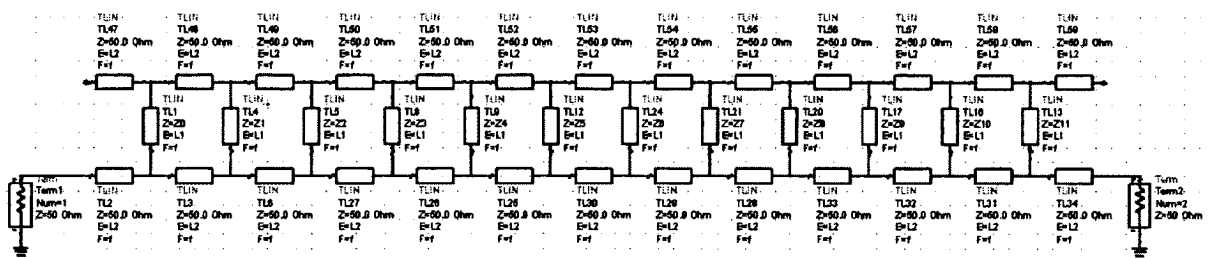 TLIN TLIN TLIN TLIN TLIN TLIN TLIN TLIN TLIN TLIN TLIN TLIN TLIN
TL47 TL48 TL49 TL50 TL51 TL52 TL53 TL54 TL55 TL56 TL57 TL58 TL59
Z=50.0 Ohm Z=50.0 Ohm Z=50.0 Ohm Z=50.0 Ohm Z=50.0 Ohm Z=50.0 Ohm Z=50.0 Ohm Z=50.0 Ohm Z=50.0 Ohm Z=50.0 Ohm Z=50.0 Ohm Z=50.0 Ohm Z=50.0 Ohm
E=L2 E=L2 E=L2 E=L2 E=L2 E=L2 E=L2 E=L2 E=L2 E=L2 E=L2 E=L2 E=L2
F=f F=f F=f F=f F=f F=f F=f F=f F=f F=f F=f F=f F=f
TLIN TLIN TLIN TLIN TLIN TLIN TLIN TLIN TLIN TLIN TLIN TLIN
TL1 TL4 TL5 TL8 TL9 TL12 TL24 TL21 TL20 TL17 TL16 TL13
Z=Z0 Z=Z1 Z=Z2 Z=Z3 Z=Z4 Z=Z5 Z=Z6 Z=Z7 Z=Z8 Z=Z9 Z=Z10 Z=Z11
E=L1 E=L1 E=L1 E=L1 E=L1 E=L1 E=L1 E=L1 E=L1 E=L1 E=L1 E=L1
F=f F=f F=f F=f F=f F=f F=f F=f F=f F=f F=f F=f
Term TLIN TLIN TLIN TLIN TLIN TLIN TLIN TLIN TLIN TLIN TLIN TLIN TLIN Term
Term1 TL2 TL3 TL6 TL27 TL26 TL25 TL30 TL29 TL28 TL33 TL32 TL31 TL34 Term2
Num=1 Z=50.0 Ohm Z=50.0 Ohm Z=50.0 Ohm Z=50.0 Ohm Z=50.0 Ohm Z=50.0 Ohm Z=50.0 Ohm Z=50.0 Ohm Z=50.0 Ohm Z=50.0 Ohm Z=50.0 Ohm Z=50.0 Ohm Z=50.0 Ohm Num=2
Z=50 Ohm E=L2 E=L2 E=L2 E=L2 E=L2 E=L2 E=L2 E=L2 E=L2 E=L2 E=L2 E=L2 E=L2 Z=50 Ohm
F=f F=f F=f F=f F=f F=f F=f F=f F=f F=f F=f F=f F=f